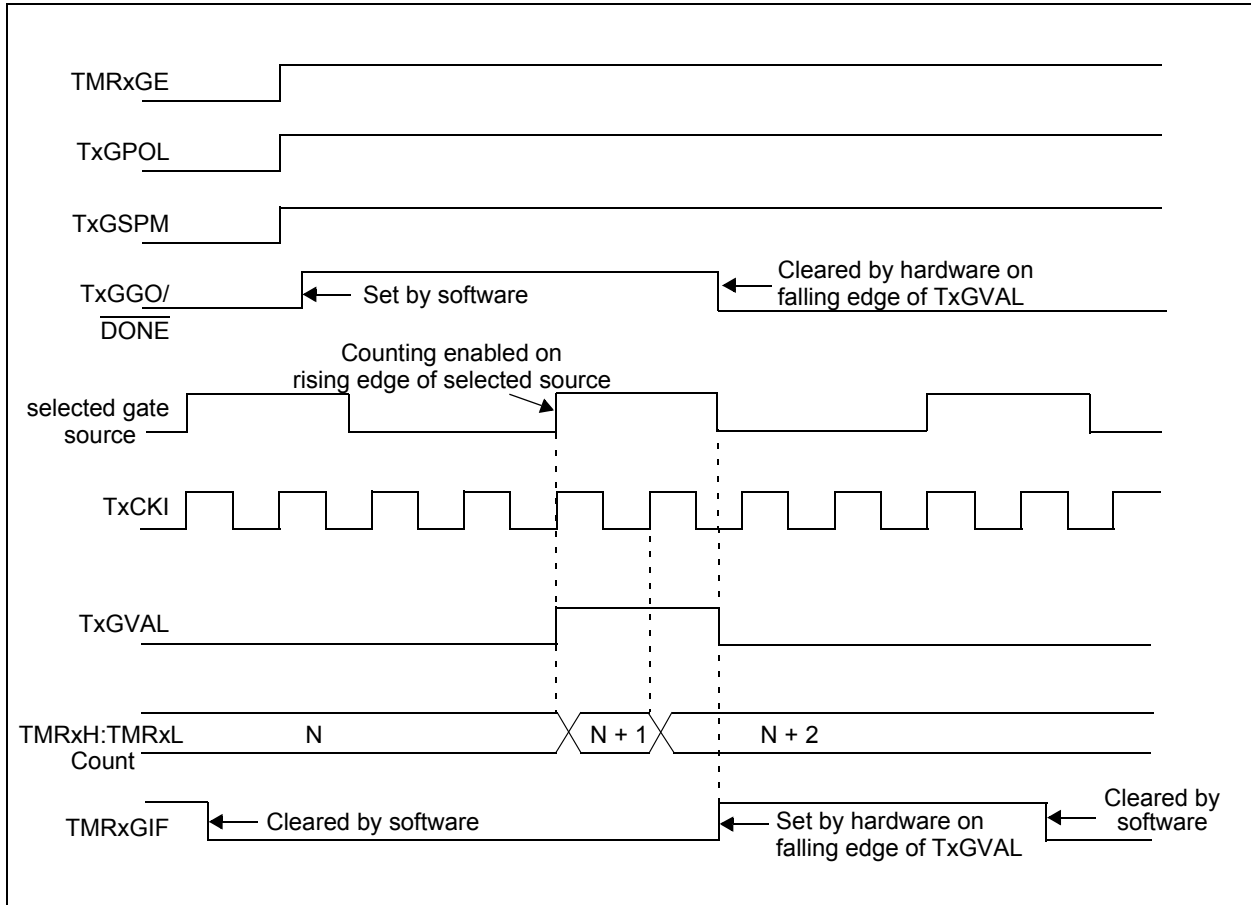 TMRxGE
TxGPOL
TxGSPM
TxGGO/
DONE
Set by software
Cleared by hardware on
falling edge of TxGVAL
Counting enabled on
rising edge of selected source
selected gate
source
TxCKI
TxGVAL
TMRxH:TMRxL
Count
N
N + 1
N + 2
TMRxGIF
Cleared by software
Set by hardware on
falling edge of TxGVAL
Cleared by
software